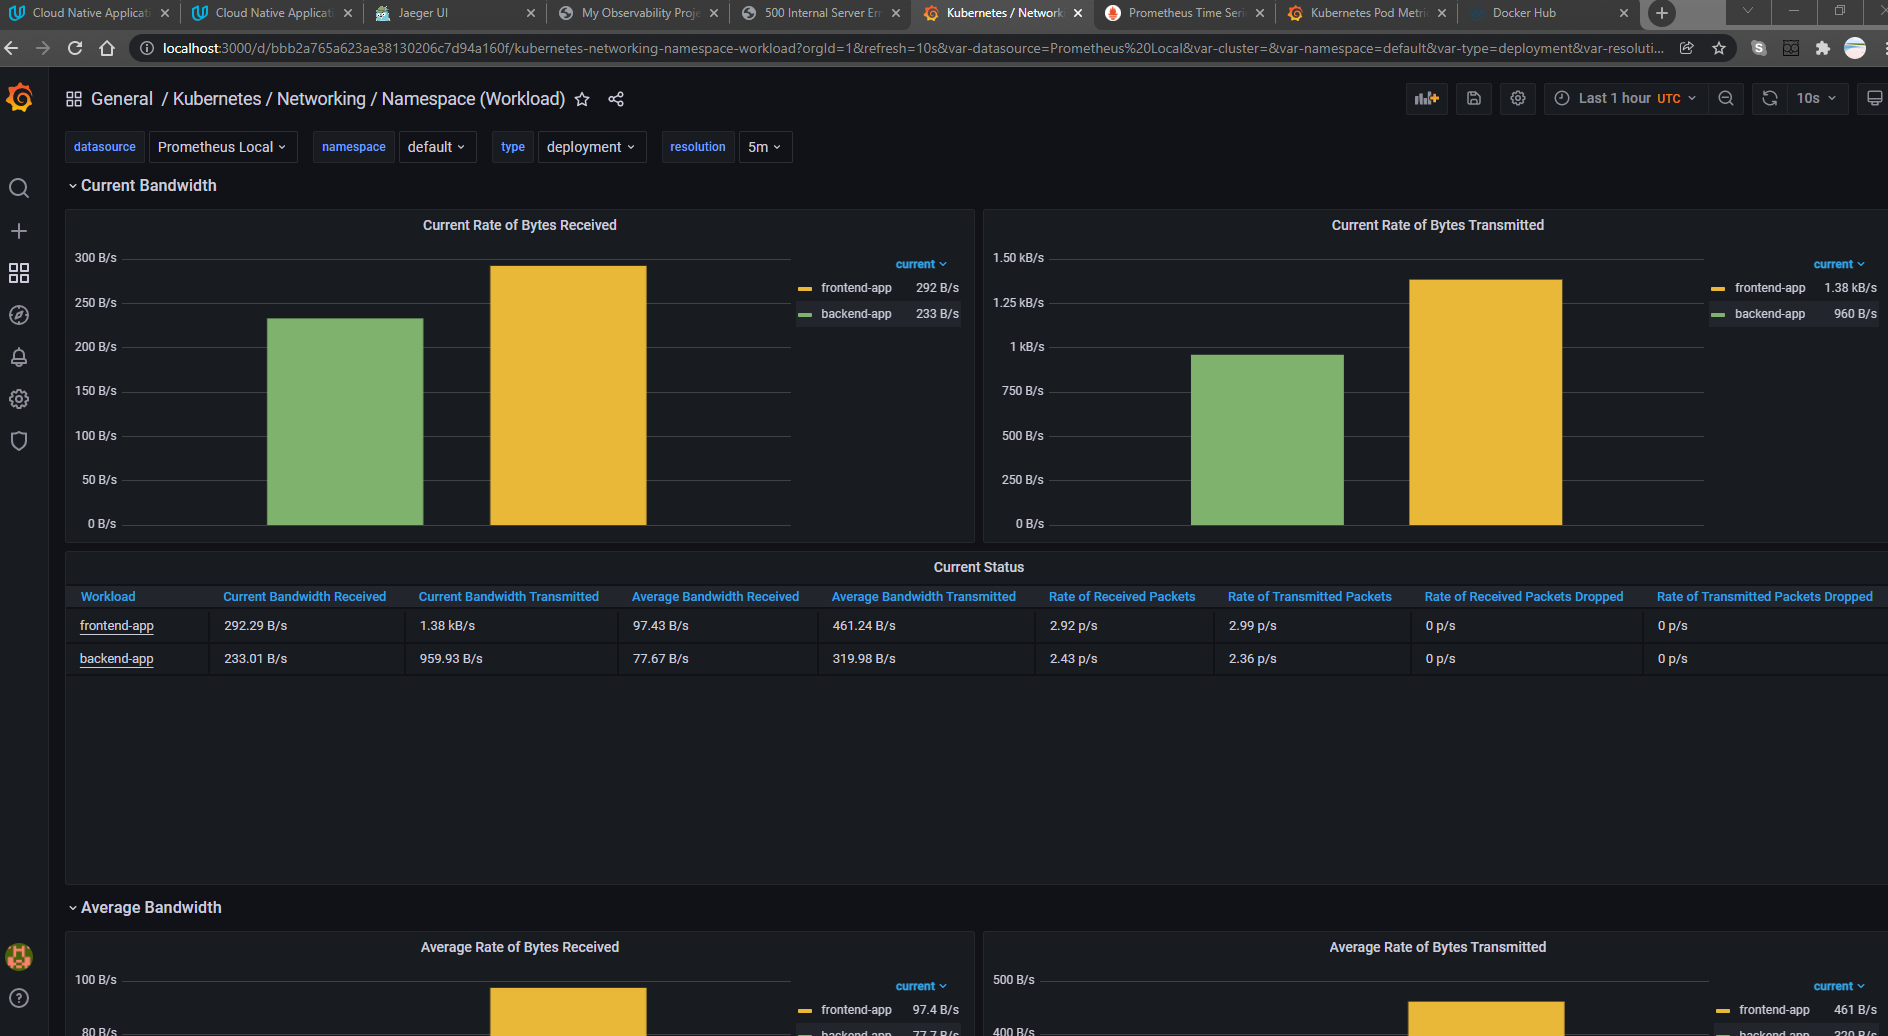 Cloud Native Applicati
Cloud Native Applicati
Jaeger UI
My Observability Proje
500 Internal Server Er
Kubernetes / Network
Prometheus Time Seri
Kubernetes Pod Metri
Docker Hub
localhost:3000/d/bbb2a765a623ae38130206c7d94a160f/kubernetes-networking-namespace-workload?orgId=1&refresh=10s&var-datasource=Prometheus%20Local&var-cluster=&var-namespace=default&var-type=deployment&var-resoluti...
General / Kubernetes / Networking / Namespace (Workload)
Last 1 hour UTC
10s
datasource Prometheus Local namespace default type deployment resolution 5m
Current Bandwidth
Current Rate of Bytes Received
300 B/s
250 B/s
200 B/s
150 B/s
100 B/s
50 B/s
0 B/s
current
frontend-app 292 B/s
backend-app 233 B/s
Current Rate of Bytes Transmitted
1.50 kB/s
1.25 kB/s
1 kB/s
750 B/s
500 B/s
250 B/s
0 B/s
current
frontend-app 1.38 kB/s
backend-app 960 B/s
Current Status
Workload Current Bandwidth Received Current Bandwidth Transmitted Average Bandwidth Received Average Bandwidth Transmitted Rate of Received Packets Rate of Transmitted Packets Rate of Received Packets Dropped Rate of Transmitted Packets Dropped
frontend-app 292.29 B/s 1.38 kB/s 97.43 B/s 461.24 B/s 2.92 p/s 2.99 p/s 0 p/s 0 p/s
backend-app 233.01 B/s 959.93 B/s 77.67 B/s 319.98 B/s 2.43 p/s 2.36 p/s 0 p/s 0 p/s
Average Bandwidth
Average Rate of Bytes Received
100 B/s
80 B/s
current
frontend-app 97.4 B/s
backend-app 77.7 B/s
Average Rate of Bytes Transmitted
500 B/s
400 B/s
current
frontend-app 461 B/s
backend-app 320 B/s